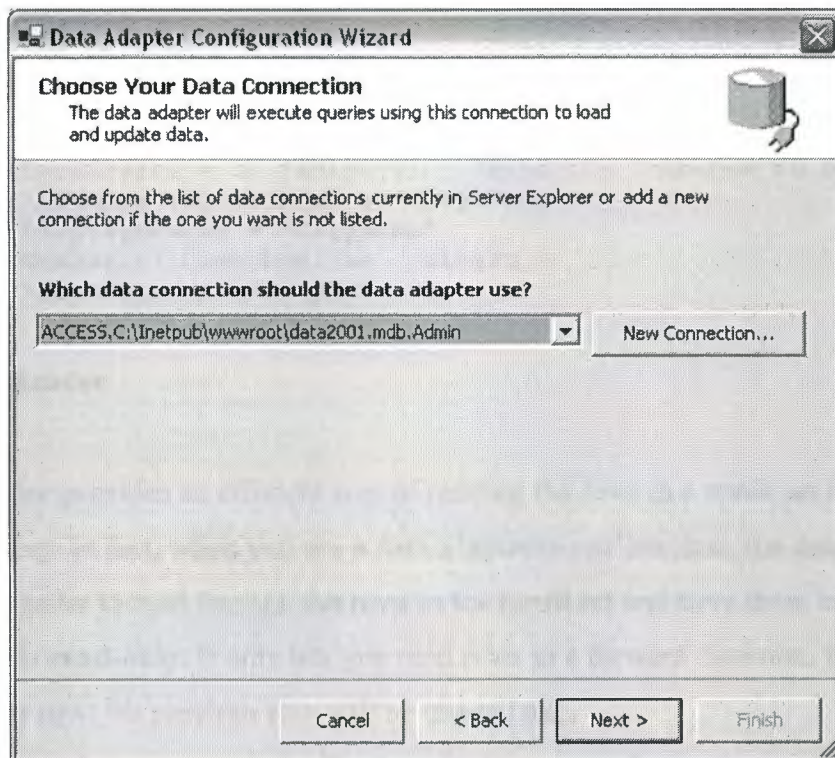 Data Adapter Configuration Wizard
Choose Your Data Connection
The data adapter will execute queries using this connection to load
and update data.
Choose from the list of data connections currently in Server Explorer or add a new
connection if the one you want is not listed.
Which data connection should the data adapter use?
ACCESS.C:\Inetpub\wwwroot\data2001.mdb.Admin
New Connection...
Cancel
< Back
Next >
Finish